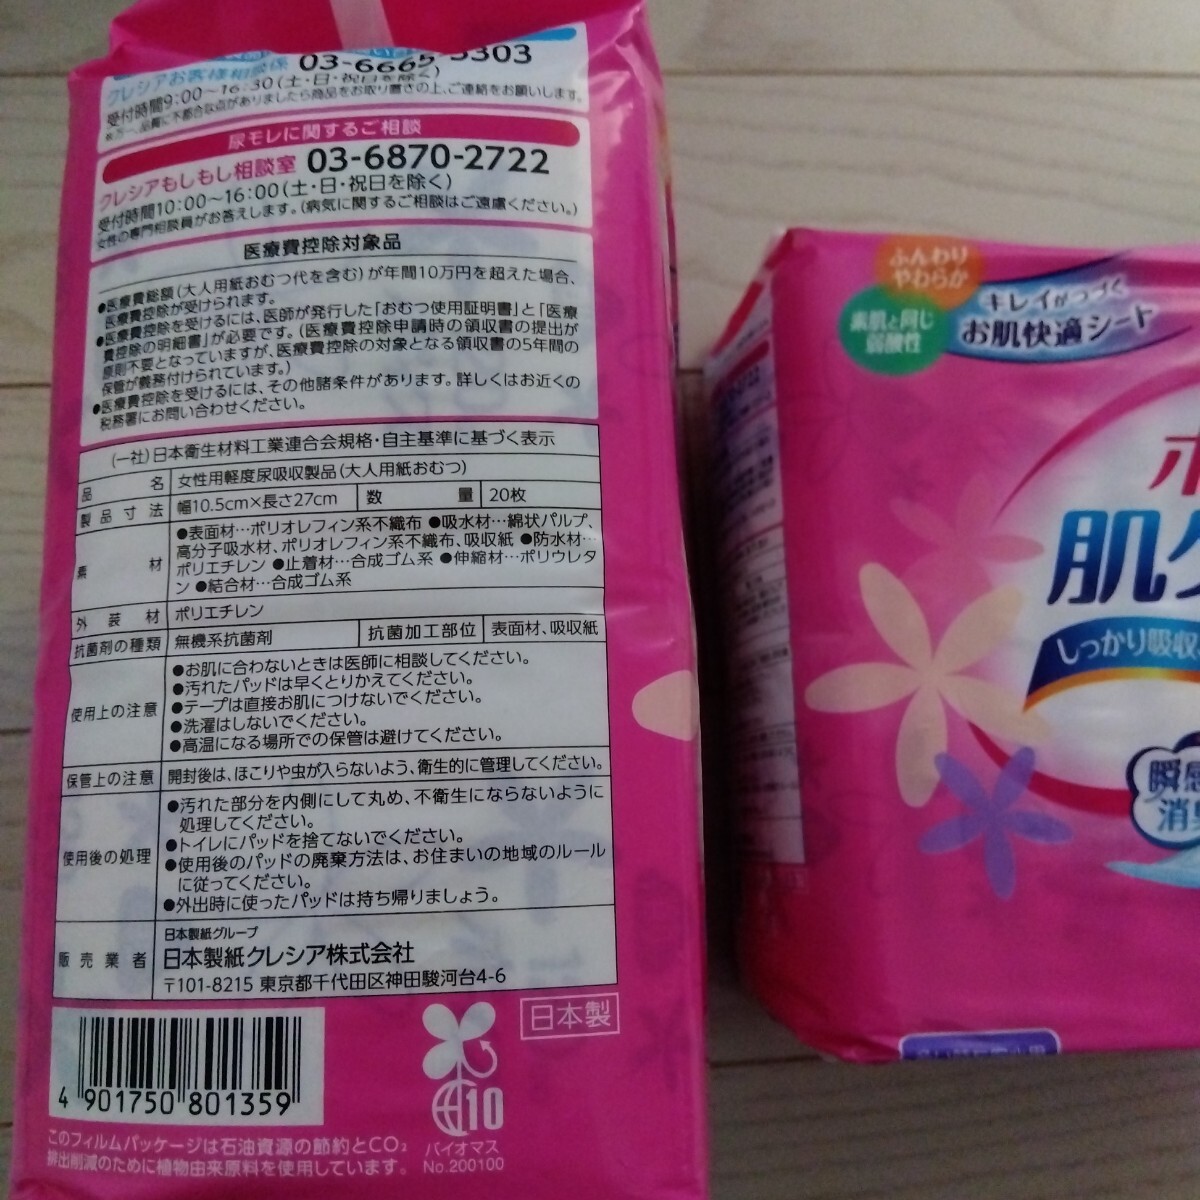 クレシアお客様相談係 03-6665-5303
受付時間9:00～16:30(土・日・祝日を除く)
万一、品質に不都合な点がありましたら商品をお取り置きの上、ご連絡をお願いします。
尿モレに関するご相談
クレシアもしもし相談室 03-6870-2722
受付時間10:00～16:00(土・日・祝日を除く)
女性の専門相談員がお答えします。(病気に関するご相談はご遠慮ください。)
医療費控除対象品
●医療費総額(大人用紙おむつ代を含む)が年間10万円を超えた場合、
医療費控除が受けられます。
●医療費控除を受けるには、医師が発行した「おむつ使用証明書」と「医療
費控除の明細書」が必要です。(医療費控除申請時の領収書の提出が
原則不要となっていますが、医療費控除の対象となる領収書の5年間の
保管が義務付けられています。)
●医療費控除を受けるには、その他諸条件があります。詳しくはお近くの
税務署にお問い合わせください。
(一社)日本衛生材料工業連合会規格・自主基準に基づく表示
品名 女性用軽度尿吸収製品(大人用紙おむつ)
製品寸法 幅10.5cm×長さ27cm 数量 20枚
素材 ●表面材…ポリオレフィン系不織布 ●吸水材…綿状パルプ、
高分子吸水材、ポリオレフィン系不織布、吸収紙 ●防水材…
ポリエチレン ●止着材…合成ゴム系 ●伸縮材…ポリウレタ
ン ●結合材…合成ゴム系
外装材 ポリエチレン
抗菌剤の種類 無機系抗菌剤 抗菌加工部位 表面材、吸収紙
使用上の注意 ●お肌に合わないときは医師に相談してください。
●汚れたパッドは早くとりかえてください。
●テープは直接お肌につけないでください。
●洗濯はしないでください。
●高温になる場所での保管は避けてください。
保管上の注意 開封後は、ほこりや虫が入らないよう、衛生的に管理してください。
使用後の処理 ●汚れた部分を内側にして丸め、不衛生にならないように
処理してください。
●トイレにパッドを捨てないでください。
●使用後のパッドの廃棄方法は、お住まいの地域のルール
に従ってください。
●外出時に使ったパッドは持ち帰りましょう。
販売業者 日本製紙グループ
日本製紙クレシア株式会社
〒101-8215 東京都千代田区神田駿河台4-6
日本製
4 901750 801359
10
バイオマス
No.200100
このフィルムパッケージは石油資源の節約とCO₂
排出削減のために植物由来原料を使用しています。
ふんわり
やわらか
素肌と同じ
弱酸性
キレイがつづく
お肌快適シート
肌ケ
しっかり吸収
瞬感
消臭